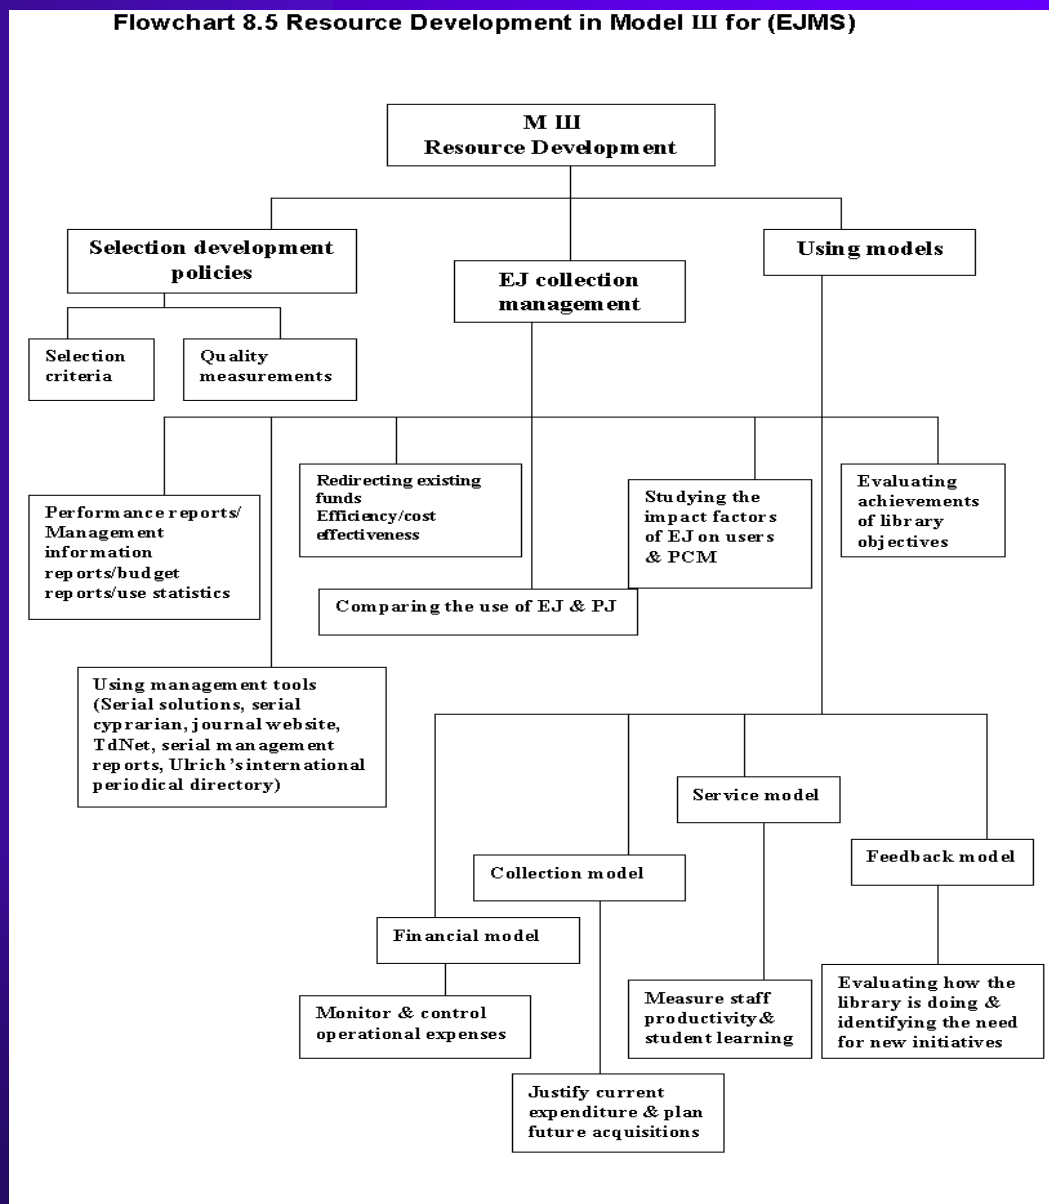 Flowchart 8.5 Resource Development in Model III for (EJMS)
M III
Resource Development
Selection development
policies
EJ collection
management
Using models
Selection
criteria
Quality
measurements
Performance reports/
Management
information
reports/budget
reports/use statistics
Redirecting existing
funds
Efficiency/cost
effectiveness
Studying the
impact factors
of EJ on users
& PCM
Evaluating
achievements
of library
objectives
Comparing the use of EJ & PJ
Using management tools
(Serial solutions, serial
cyprarian, journal website,
TdNet, serial management
reports, Ulrich's international
periodical directory)
Service model
Feedback model
Collection model
Financial model
Monitor & control
operational expenses
Measure staff
productivity &
student learning
Evaluating how the
library is doing &
identifying the need
for new initiatives
Justify current
expenditure & plan
future acquisitions